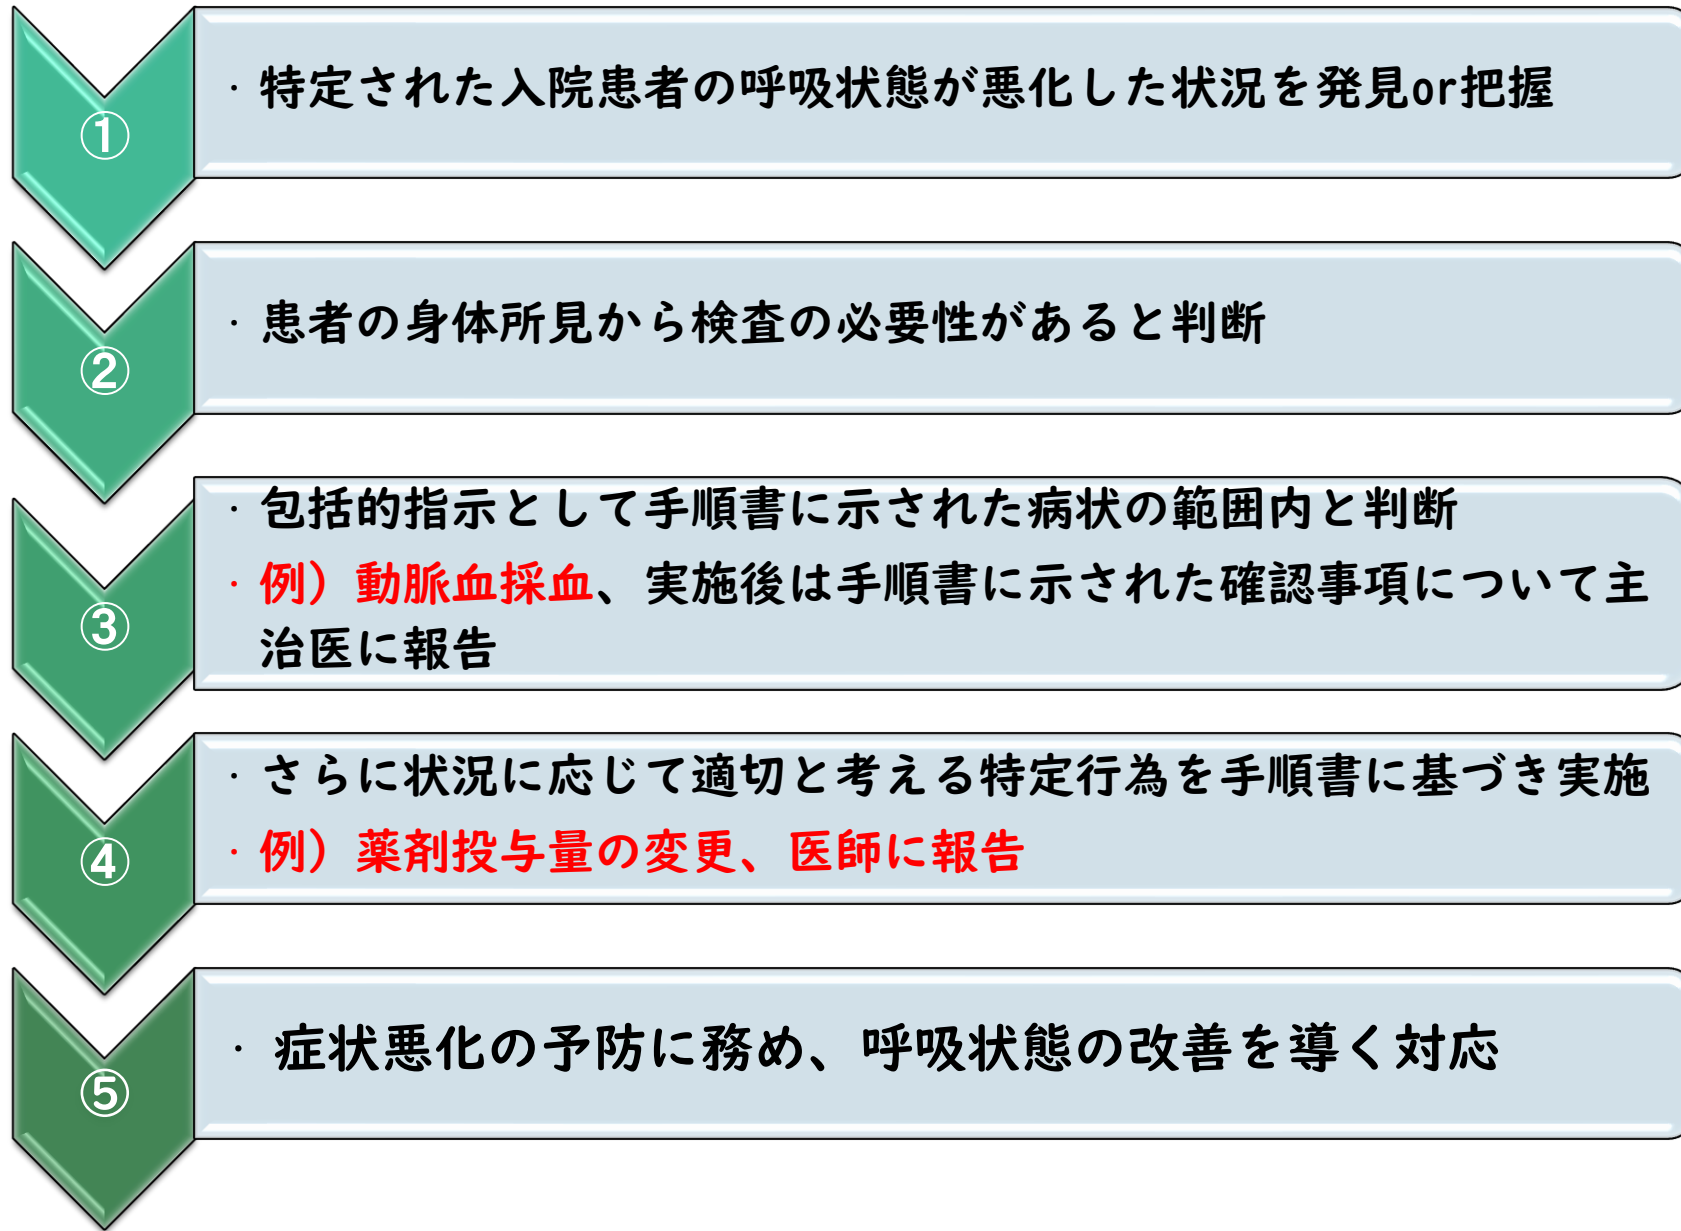 ①
・特定された入院患者の呼吸状態が悪化した状況を発見or把握
②
・患者の身体所見から検査の必要性があると判断
③
・包括的指示として手順書に示された病状の範囲内と判断
・例）動脈血採血、実施後は手順書に示された確認事項について主
治医に報告
④
・さらに状況に応じて適切と考える特定行為を手順書に基づき実施
・例）薬剤投与量の変更、医師に報告
⑤
・症状悪化の予防に務め、呼吸状態の改善を導く対応